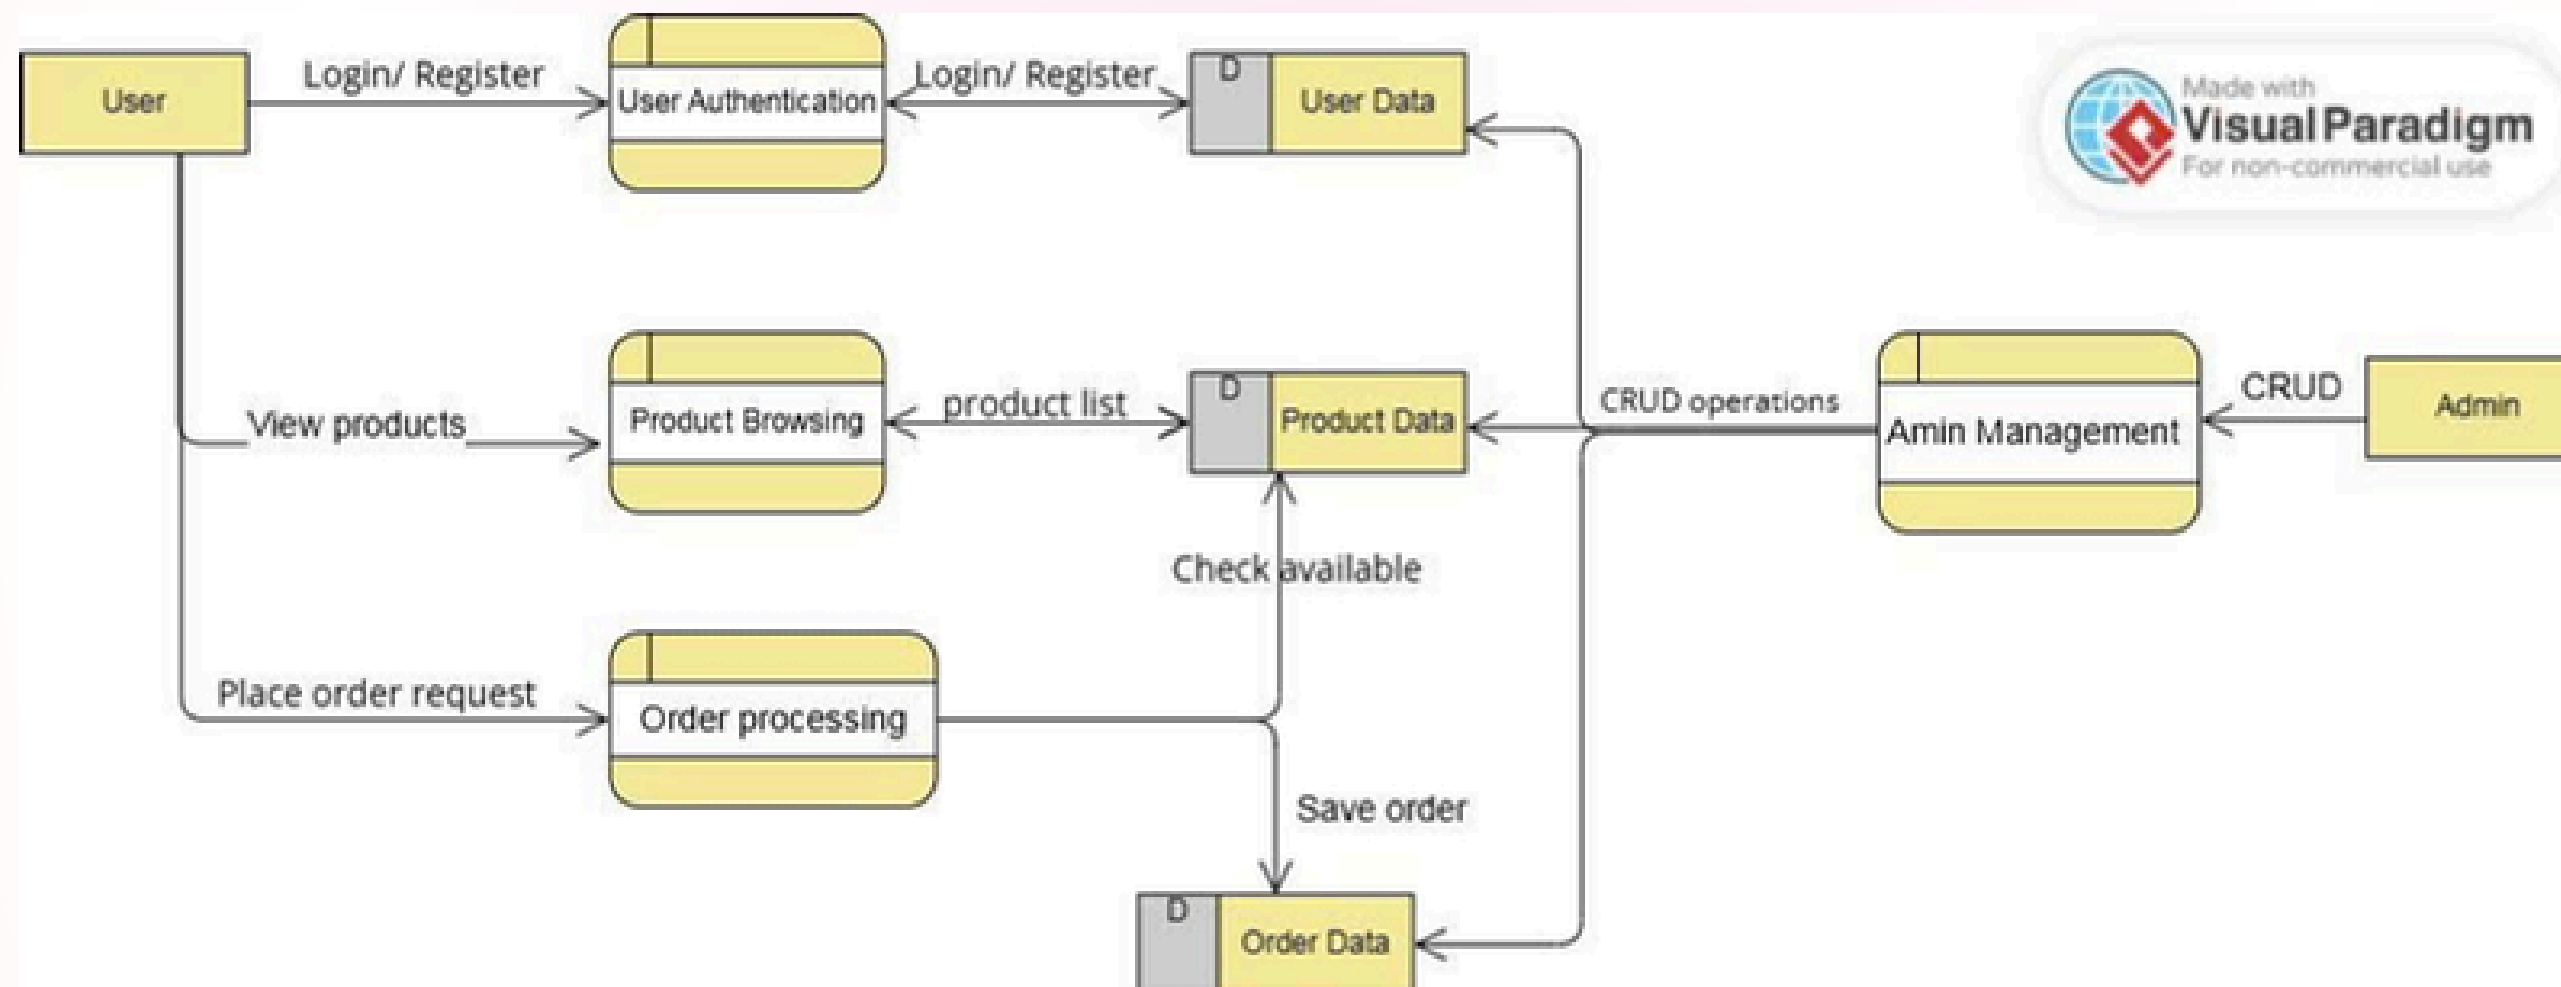 User
Login/ Register
User Authentication
Login/ Register
D
User Data
Made with
Visual Paradigm
For non-commercial use
View products
Product Browsing
product list
D
Product Data
CRUD operations
Amin Management
CRUD
Admin
Check available
Place order request
Order processing
Save order
D
Order Data